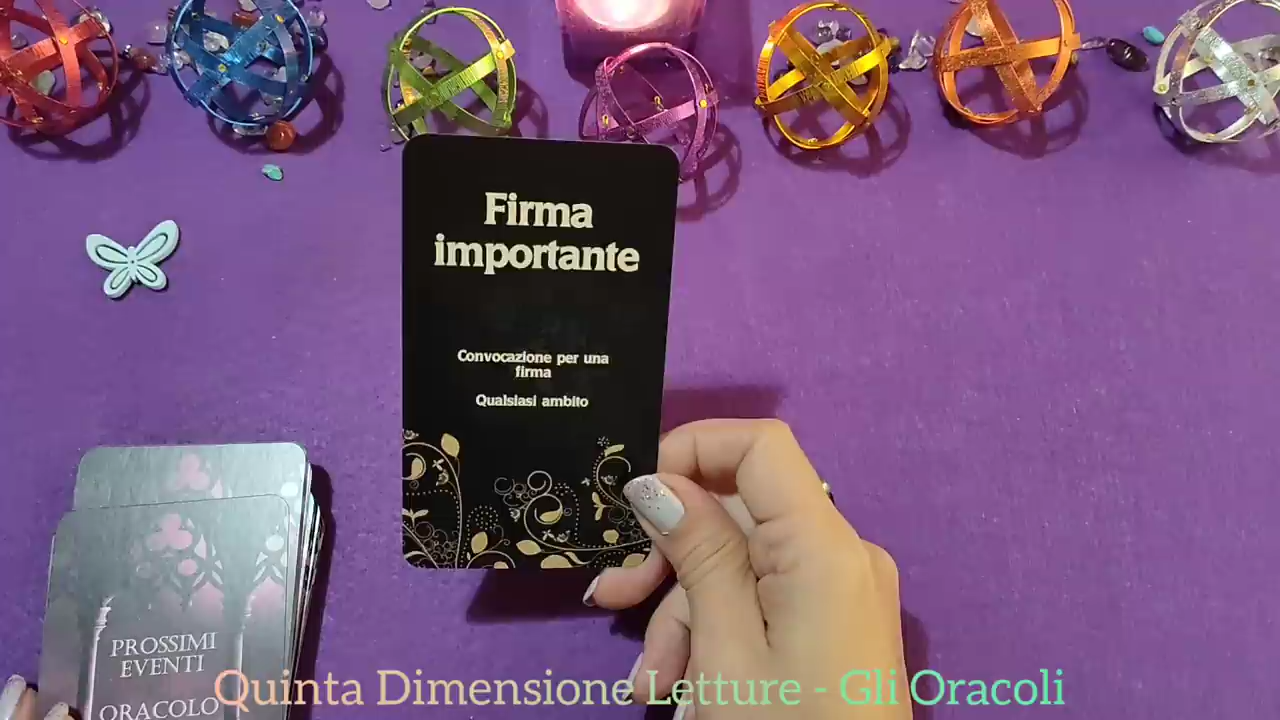 Firma
importante
Convocazione per una
firma
Qualsiasi ambito
PROSSIMI
EVENTI
ORACOLO
Quinta Dimensione Letture - Gli Oracoli